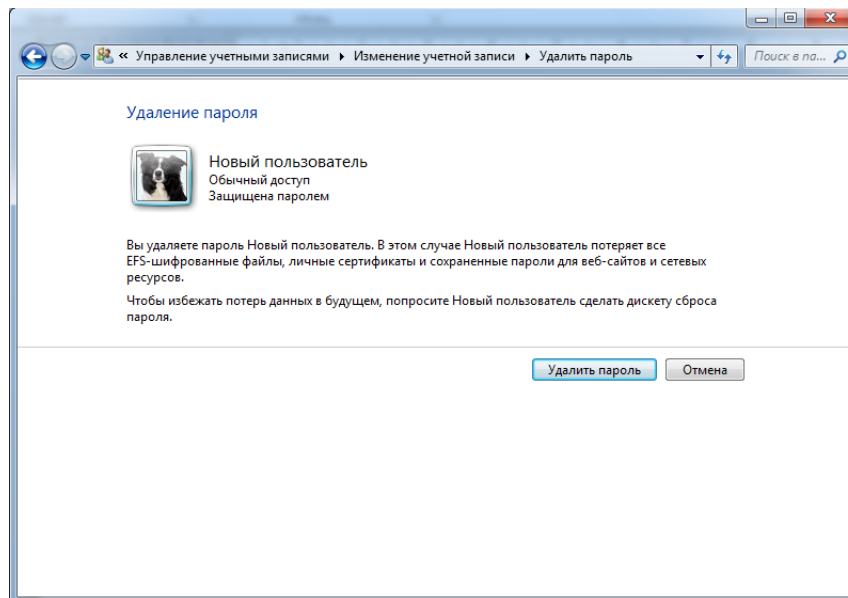 « Управление учетными записями ▸ Изменение учетной записи ▸ Удалить пароль
Поиск в па...
Удаление пароля
Новый пользователь
Обычный доступ
Защищена паролем
Вы удаляете пароль Новый пользователь. В этом случае Новый пользователь потеряет все
EFS-шифрованные файлы, личные сертификаты и сохраненные пароли для веб-сайтов и сетевых
ресурсов.
Чтобы избежать потерь данных в будущем, попросите Новый пользователь сделать дискету сброса
пароля.
Удалить пароль
Отмена